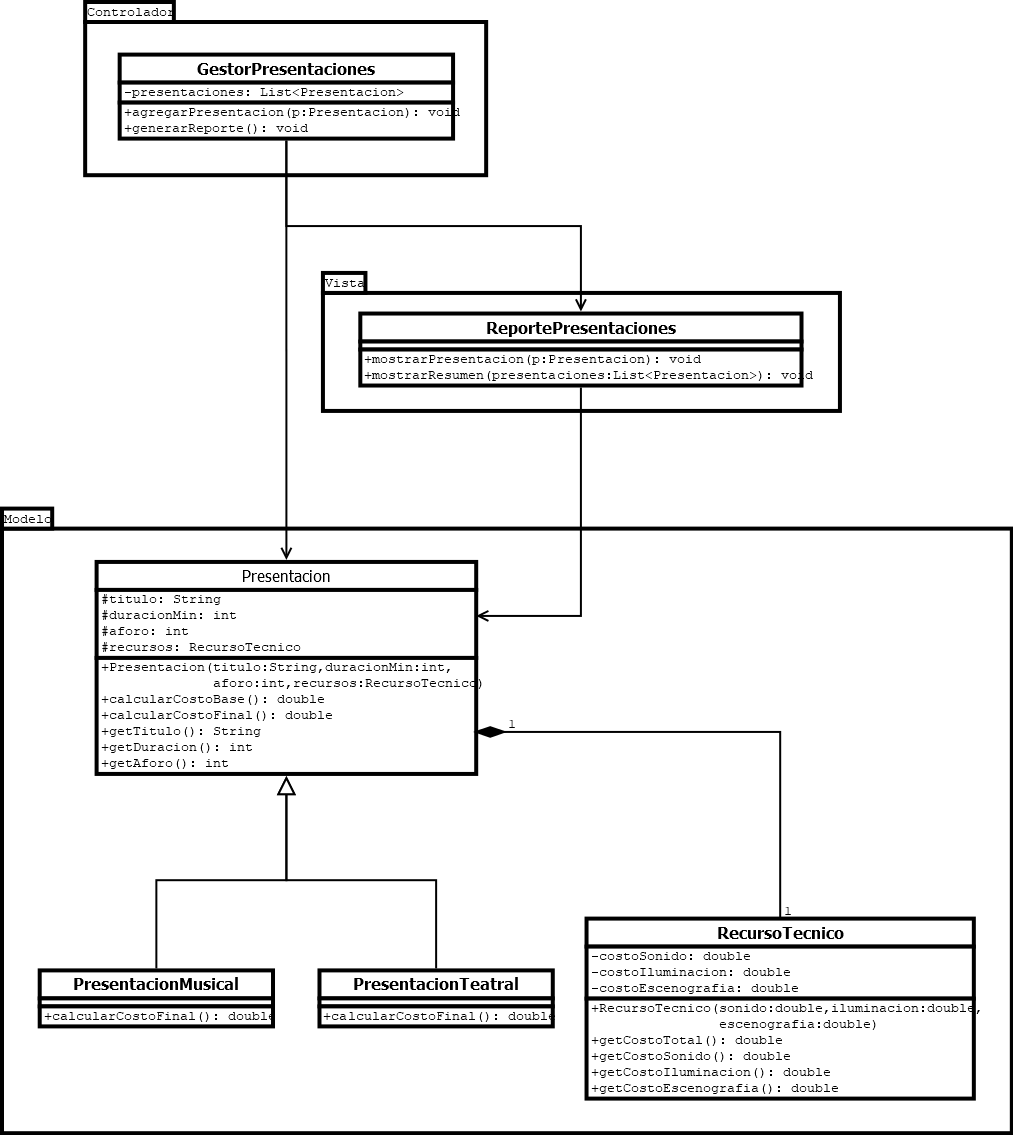 Controlador
GestorPresentaciones
-presentaciones: List<Presentacion>
+agregarPresentacion(p:Presentacion): void
+generarReporte(): void
Vista
ReportePresentaciones
+mostrarPresentacion(p:Presentacion): void
+mostrarResumen(presentaciones:List<Presentacion>): void
Modelo
Presentacion
#titulo: String
#duracionMin: int
#aforo: int
#recursos: RecursoTecnico
+Presentacion(titulo:String,duracionMin:int,
aforo:int,recursos:RecursoTecnico)
+calcularCostoBase(): double
+calcularCostoFinal(): double
+getTitulo(): String
+getDuracion(): int
+getAforo(): int
1
1
PresentacionMusical
+calcularCostoFinal(): double
PresentacionTeatral
+calcularCostoFinal(): double
RecursoTecnico
-costoSonido: double
-costoIluminacion: double
-costoEscenografia: double
+RecursoTecnico(sonido:double,iluminacion:double,
escenografia:double)
+getCostoTotal(): double
+getCostoSonido(): double
+getCostoIluminacion(): double
+getCostoEscenografia(): double